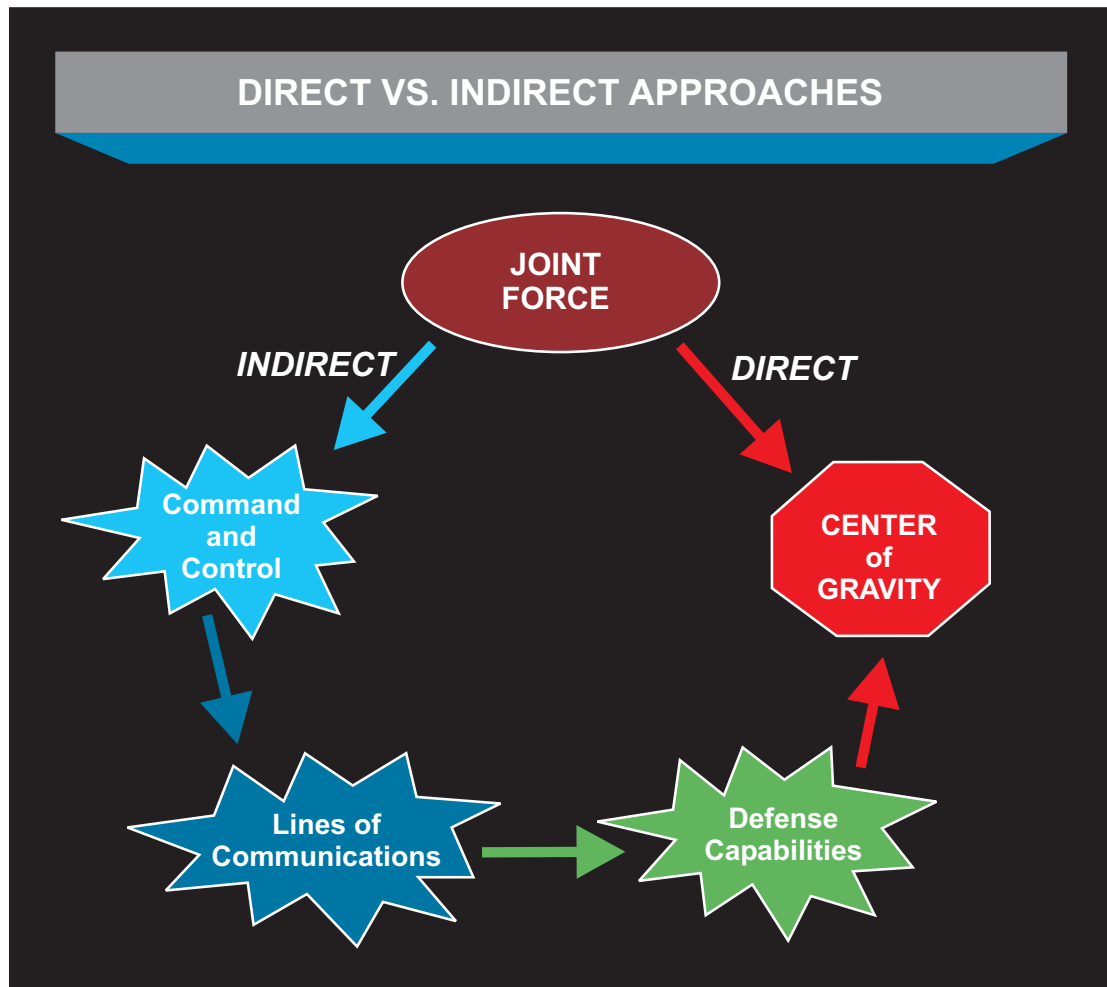 DIRECT VS. INDIRECT APPROACHES
JOINT
FORCE
INDIRECT
DIRECT
Command
and
Control
CENTER
of
GRAVITY
Lines of
Communications
Defense
Capabilities